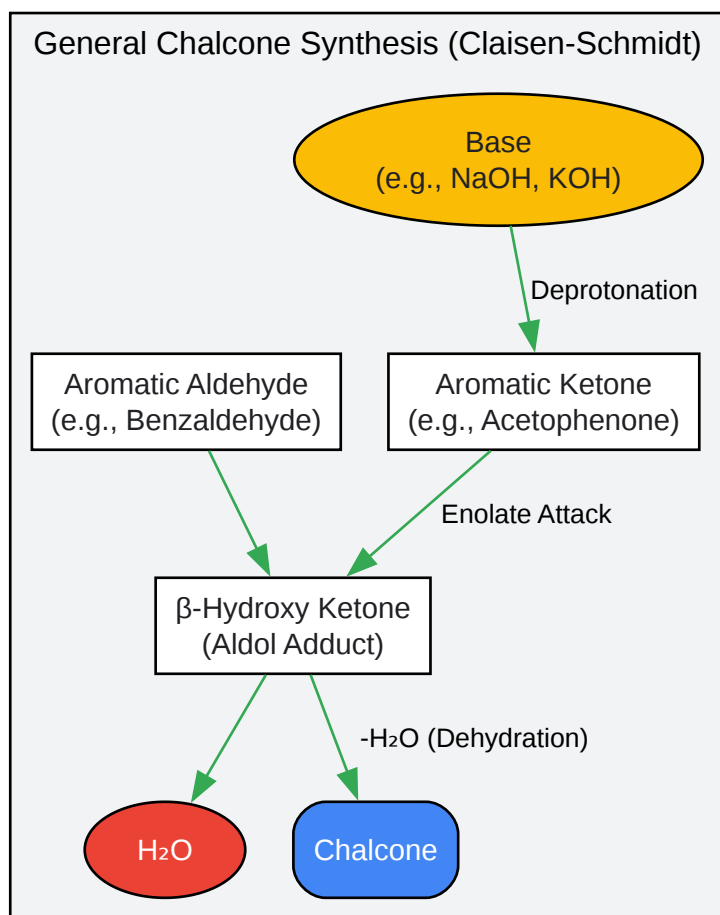 General Chalcone Synthesis (Claisen-Schmidt)
Base
(e.g., NaOH, KOH)
Deprotonation
Aromatic Aldehyde
(e.g., Benzaldehyde)
Aromatic Ketone
(e.g., Acetophenone)
Enolate Attack
β-Hydroxy Ketone
(Aldol Adduct)
-H₂O (Dehydration)
H₂O
Chalcone